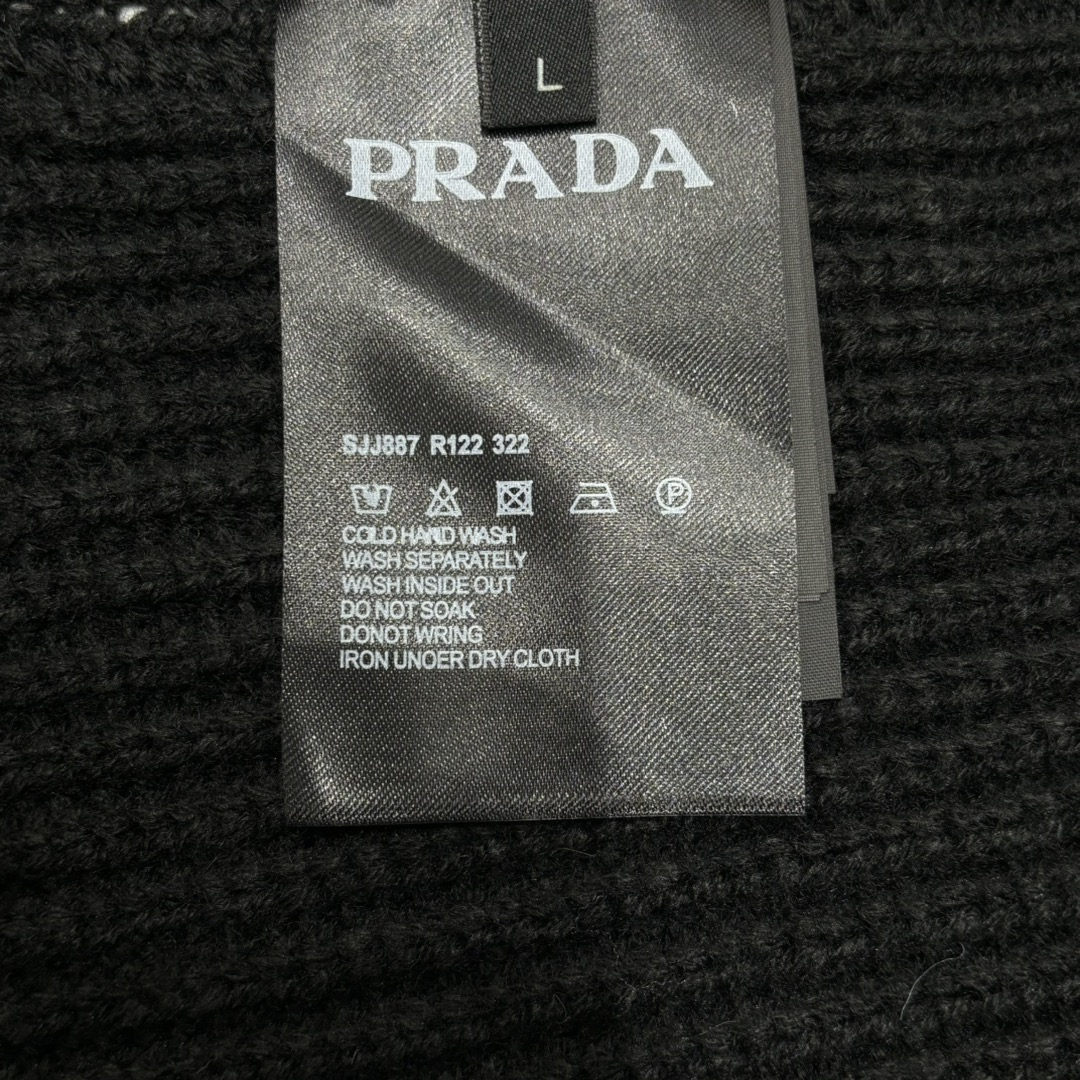 L
PRADA
SJJ887 R122 322
P
COLD HAND WASH
WASH SEPARATELY
WASH INSIDE OUT
DO NOT SOAK
DONOT WRING
IRON UNOER DRY CLOTH